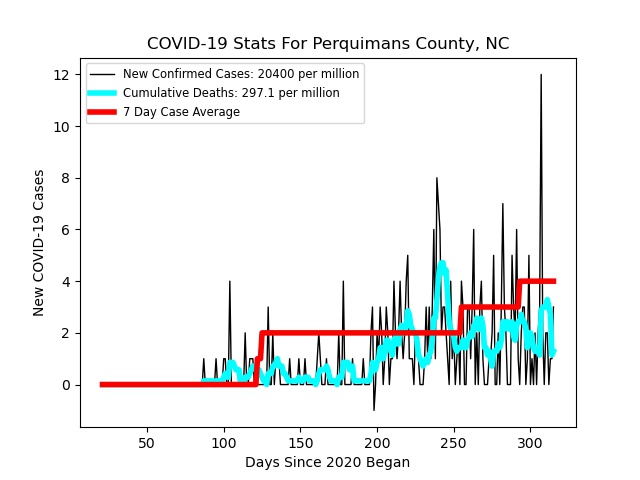 COVID-19 Stats For Perquimans County, NC
New Confirmed Cases: 20400 per million
Cumulative Deaths: 297.1 per million
7 Day Case Average
12
10
8
6
4
2
0
New COVID-19 Cases
50 100 150 200 250 300
Days Since 2020 Began